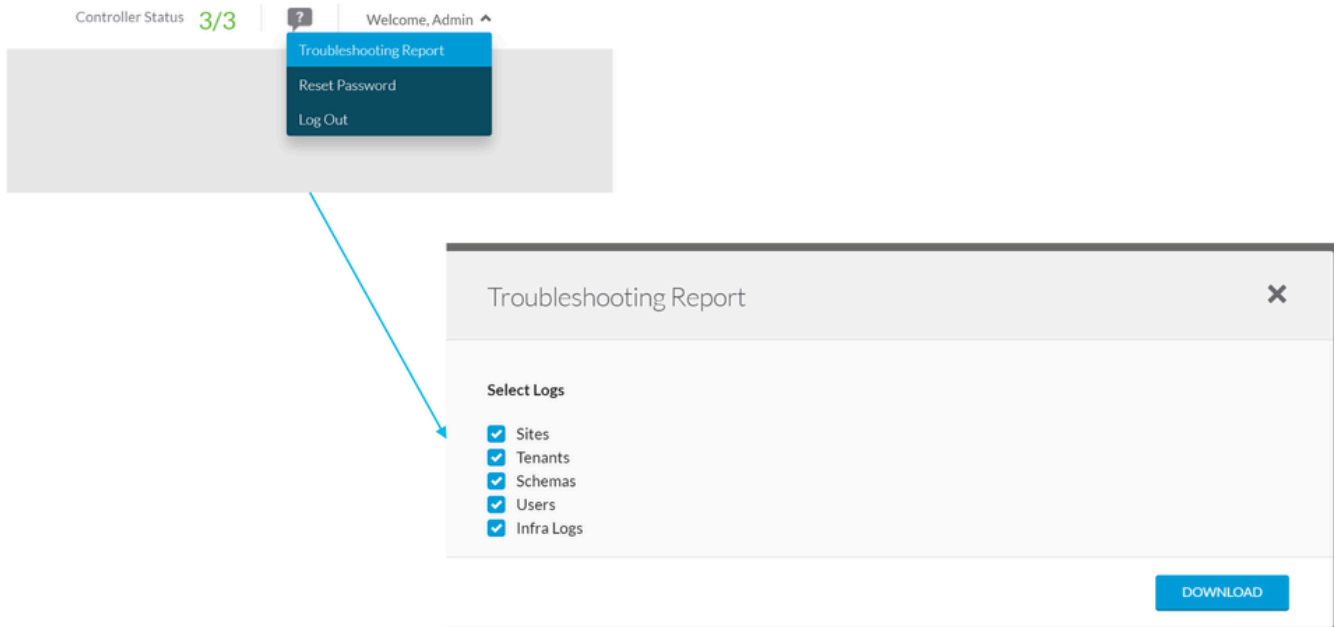 Controller Status 3/3 ? Welcome, Admin
Troubleshooting Report
Reset Password
Log Out
Troubleshooting Report
Select Logs
Sites
Tenants
Schemas
Users
Infra Logs
DOWNLOAD